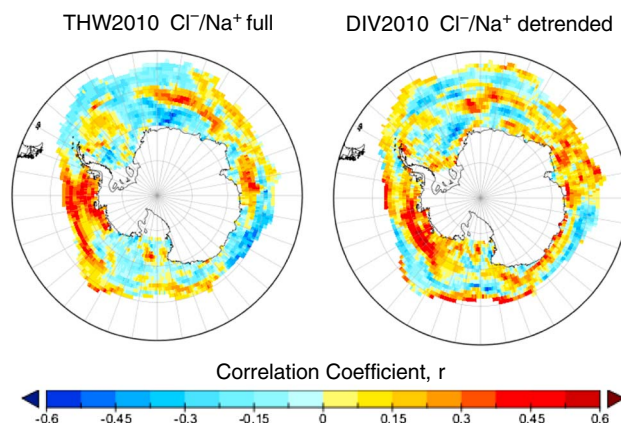 THW2010 Cl⁻/Na⁺ full
DIV2010 Cl⁻/Na⁺ detrended
Correlation Coefficient, r
-0.6 -0.45 -0.3 -0.15 0 0.15 0.3 0.45 0.6